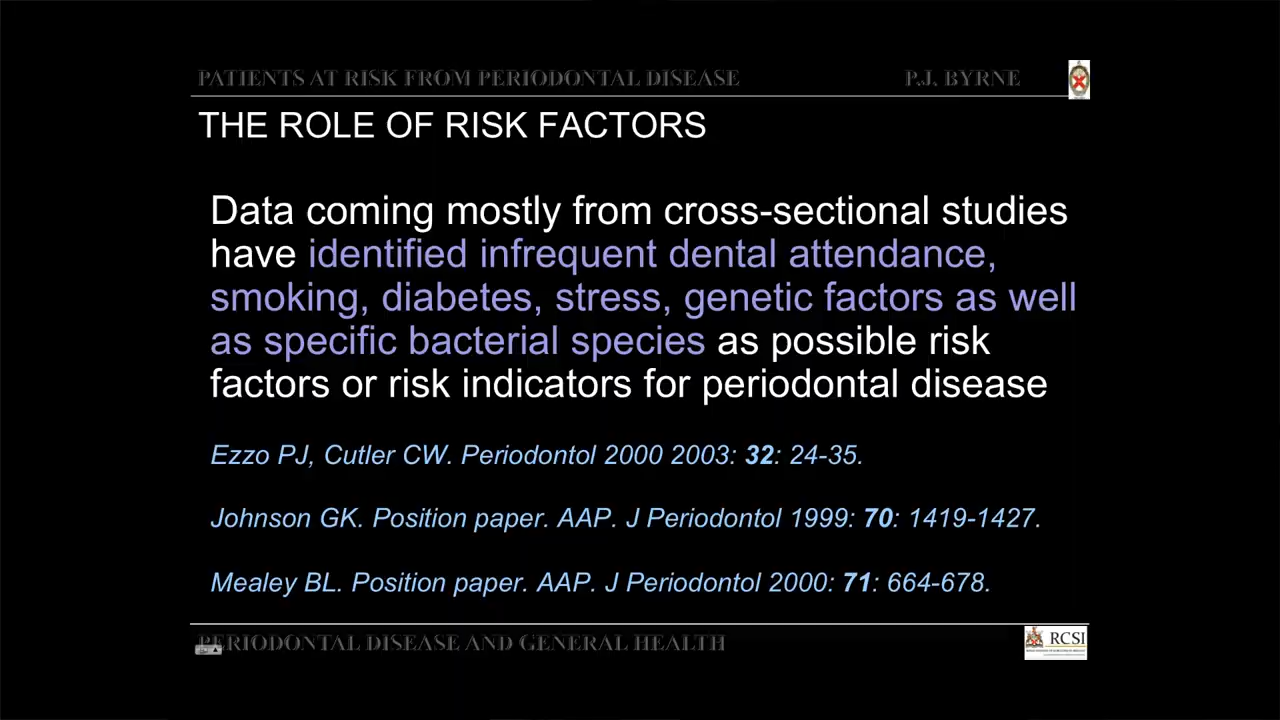 PATIENTS AT RISK FROM PERIODONTAL DISEASE P.J. BYRNE
THE ROLE OF RISK FACTORS
Data coming mostly from cross-sectional studies
have identified infrequent dental attendance,
smoking, diabetes, stress, genetic factors as well
as specific bacterial species as possible risk
factors or risk indicators for periodontal disease
Ezzo PJ, Cutler CW. Periodontol 2000 2003: 32: 24-35.
Johnson GK. Position paper. AAP. J Periodontol 1999: 70: 1419-1427.
Mealey BL. Position paper. AAP. J Periodontol 2000: 71: 664-678.
PERIODONTAL DISEASE AND GENERAL HEALTH
RCSI